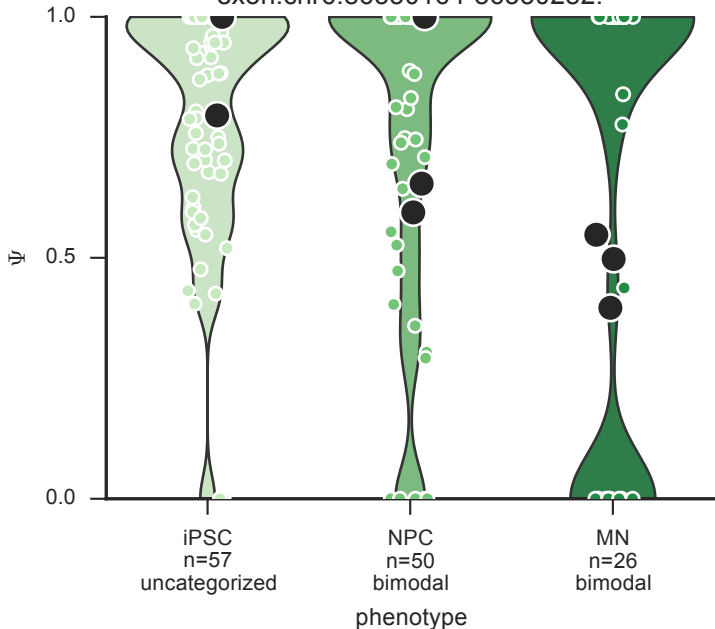 1.0
Ψ
0.5
0.0
iPSC
n=57
uncategorized
NPC
n=50
bimodal
MN
n=26
bimodal
phenotype